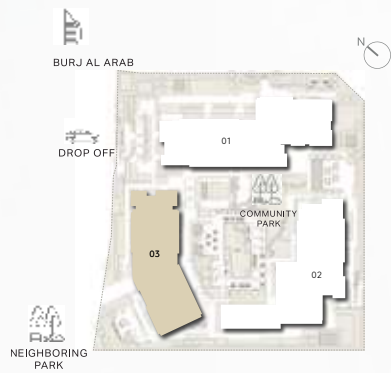 N
BURJ AL ARAB
DROP OFF
01
COMMUNITY
PARK
03
02
NEIGHBORING
PARK